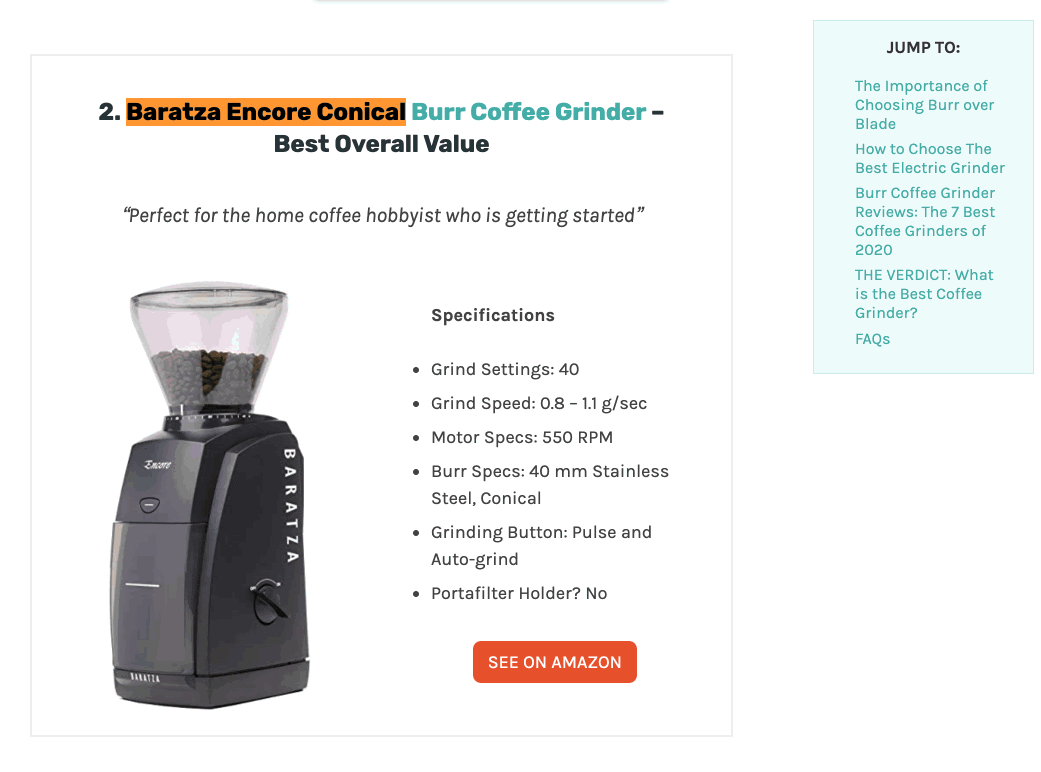 2. Baratza Encore Conical Burr Coffee Grinder –
Best Overall Value
“Perfect for the home coffee hobbyist who is getting started”
Encore
BARATZA
BARATZA
Specifications
Grind Settings: 40
Grind Speed: 0.8 – 1.1 g/sec
Motor Specs: 550 RPM
Burr Specs: 40 mm Stainless
Steel, Conical
Grinding Button: Pulse and
Auto-grind
Portafilter Holder? No
SEE ON AMAZON
JUMP TO:
The Importance of
Choosing Burr over
Blade
How to Choose The
Best Electric Grinder
Burr Coffee Grinder
Reviews: The 7 Best
Coffee Grinders of
2020
THE VERDICT: What
is the Best Coffee
Grinder?
FAQs